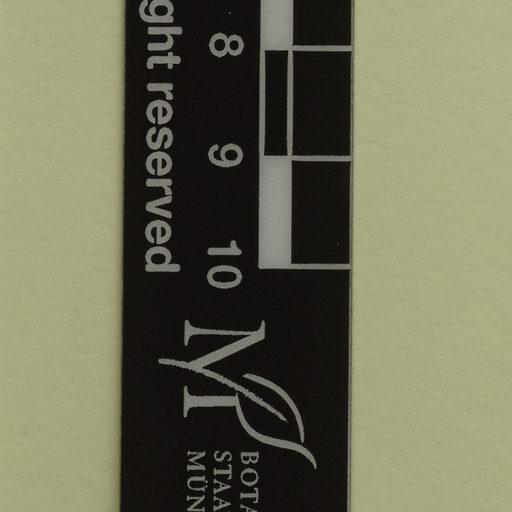 ght reserved
8
9
10
M
BOTA
STAA
MÜN